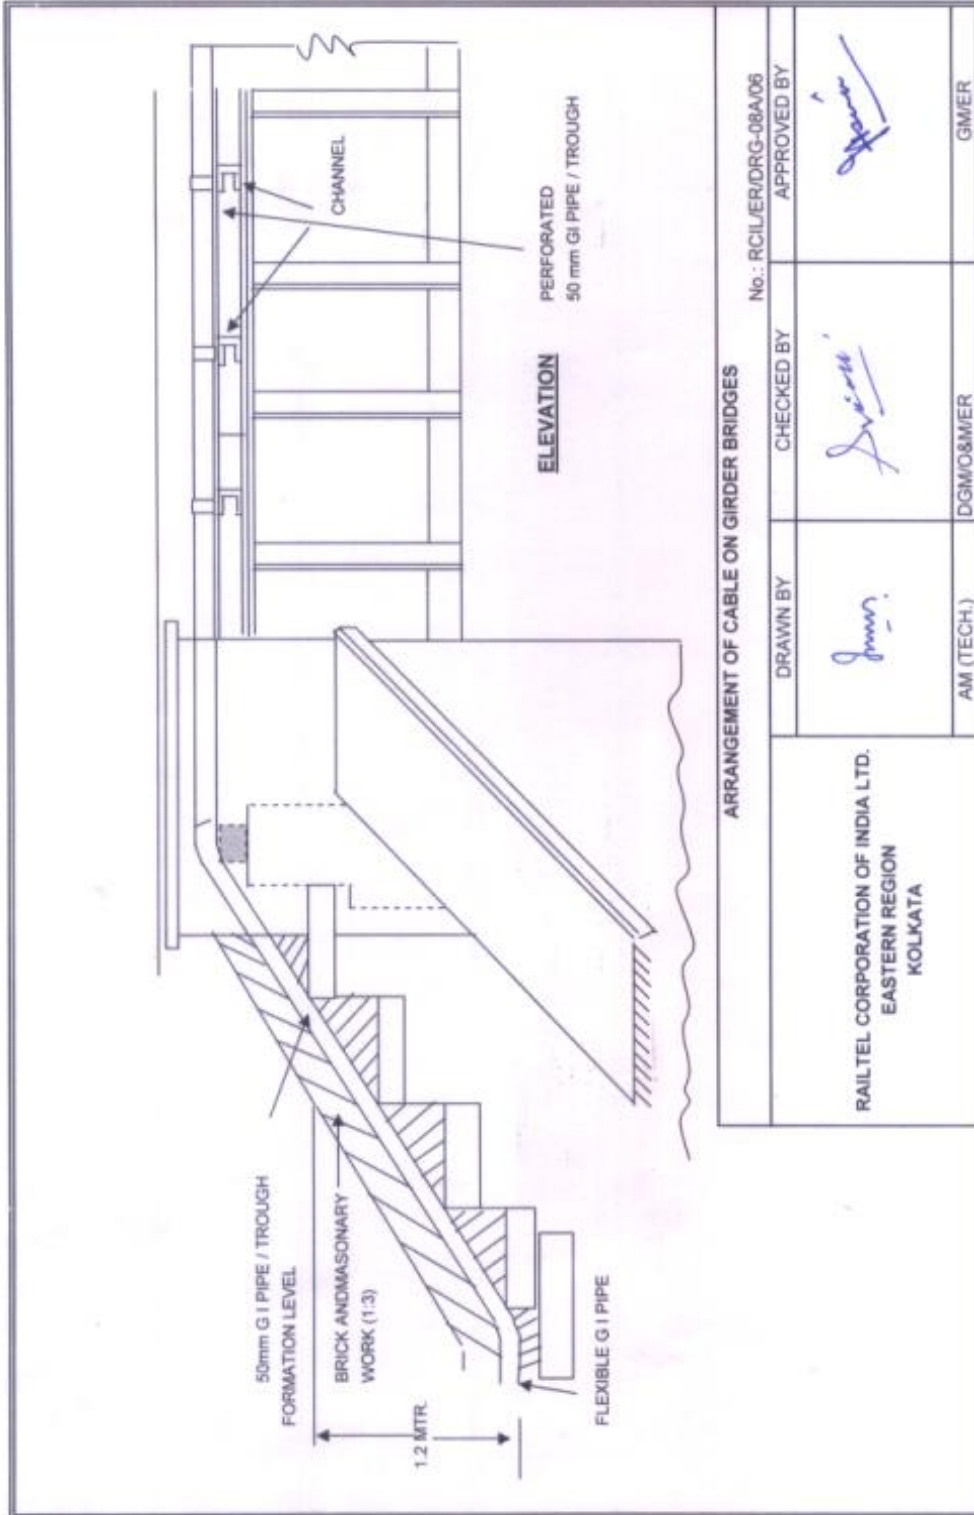 50mm G I PIPE / TROUGH
FORMATION LEVEL
BRICK ANDMASONARY
WORK (1:3)
1.2 MTR.
FLEXIBLE G I PIPE
CHANNEL
PERFORATED
50 mm GI PIPE / TROUGH
ELEVATION
ARRANGEMENT OF CABLE ON GIRDER BRIDGES
No.: RCIL/ER/DRG-08A/06
RAILTEL CORPORATION OF INDIA LTD.
EASTERN REGION
KOLKATA
DRAWN BY
CHECKED BY
APPROVED BY
AM (TECH.)
DGM/O&M/ER
GM/ER